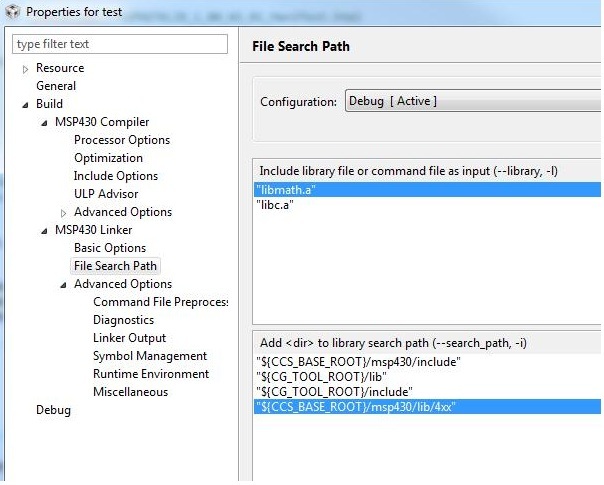 Properties for test
type filter text
Resource
General
Build
MSP430 Compiler
Processor Options
Optimization
Include Options
ULP Advisor
Advanced Options
MSP430 Linker
Basic Options
File Search Path
Advanced Options
Command File Preprocess
Diagnostics
Linker Output
Symbol Management
Runtime Environment
Miscellaneous
Debug
File Search Path
Configuration: Debug [ Active ]
Include library file or command file as input (--library, -l)
"libmath.a"
"libc.a"
Add <dir> to library search path (--search_path, -i)
"${CCS_BASE_ROOT}/msp430/include"
"${CG_TOOL_ROOT}/lib"
"${CG_TOOL_ROOT}/include"
"${CCS_BASE_ROOT}/msp430/lib/4xx"